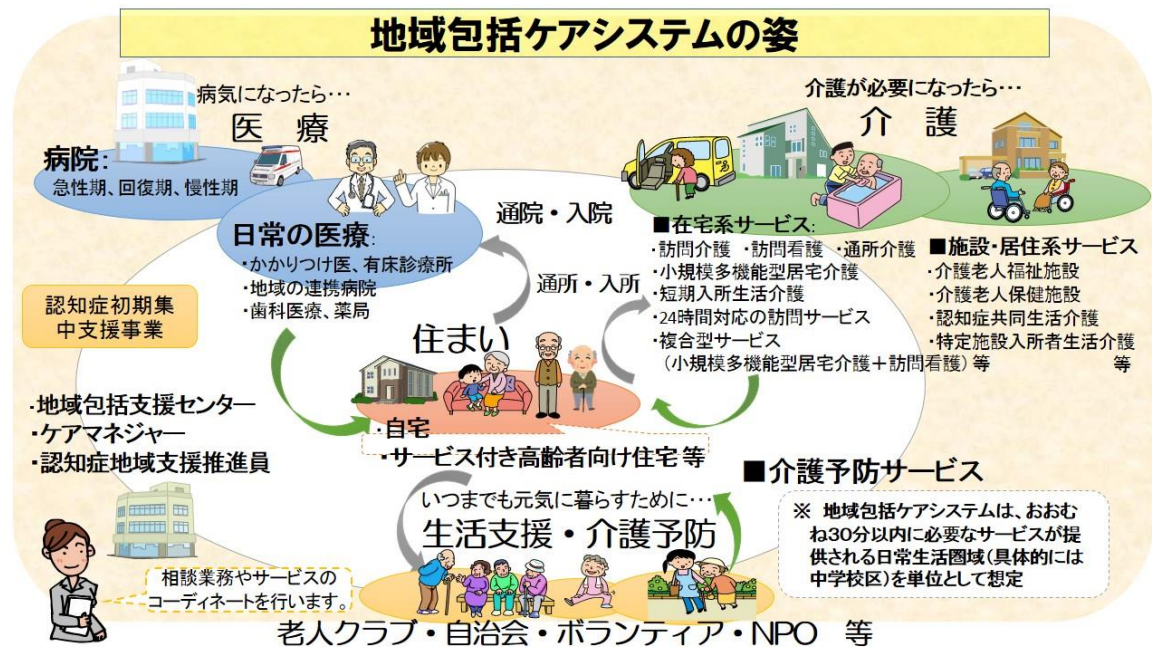 地域包括ケアシステムの姿
病気になったら･･･
医 療
病院:
急性期、回復期、慢性期
日常の医療:
・かかりつけ医、有床診療所
・地域の連携病院
・歯科医療、薬局
通院・入院
通所・入所
介護が必要になったら･･･
介 護
■在宅系サービス:
・訪問介護 ・訪問看護 ・通所介護
・小規模多機能型居宅介護
・短期入所生活介護
・24時間対応の訪問サービス
・複合型サービス
（小規模多機能型居宅介護＋訪問看護）等
■施設・居住系サービス
・介護老人福祉施設
・介護老人保健施設
・認知症共同生活介護
・特定施設入所者生活介護
等
認知症初期集
中支援事業
住まい
・自宅
・サービス付き高齢者向け住宅 等
・地域包括支援センター
・ケアマネジャー
・認知症地域支援推進員
相談業務やサービスの
コーディネートを行います。
いつまでも元気に暮らすために･･･
生活支援・介護予防
■介護予防サービス
※ 地域包括ケアシステムは、おおむ
ね30分以内に必要なサービスが提
供される日常生活圏域（具体的には
中学校区）を単位として想定
老人クラブ・自治会・ボランティア・NPO 等